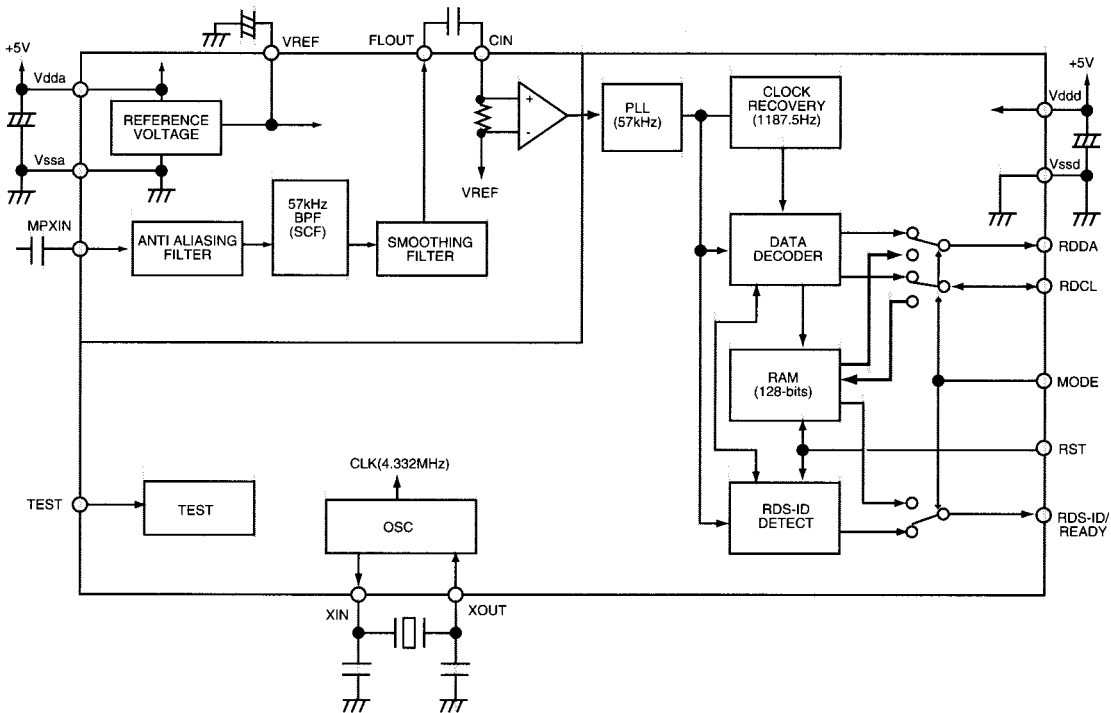 VREF
FLOUT
CIN
+5V
Vdda
REFERENCE
VOLTAGE
Vssa
+
-
VREF
PLL
(57kHz)
CLOCK
RECOVERY
(1187.5Hz)
+5V
Vddd
Vssd
MPXIN
ANTI ALIASING
FILTER
57kHz
BPF
(SCF)
SMOOTHING
FILTER
DATA
DECODER
RDDA
RDCL
RAM
(128-bits)
MODE
RST
CLK(4.332MHz)
TEST
TEST
OSC
RDS-ID
DETECT
RDS-ID/
READY
XIN
XOUT